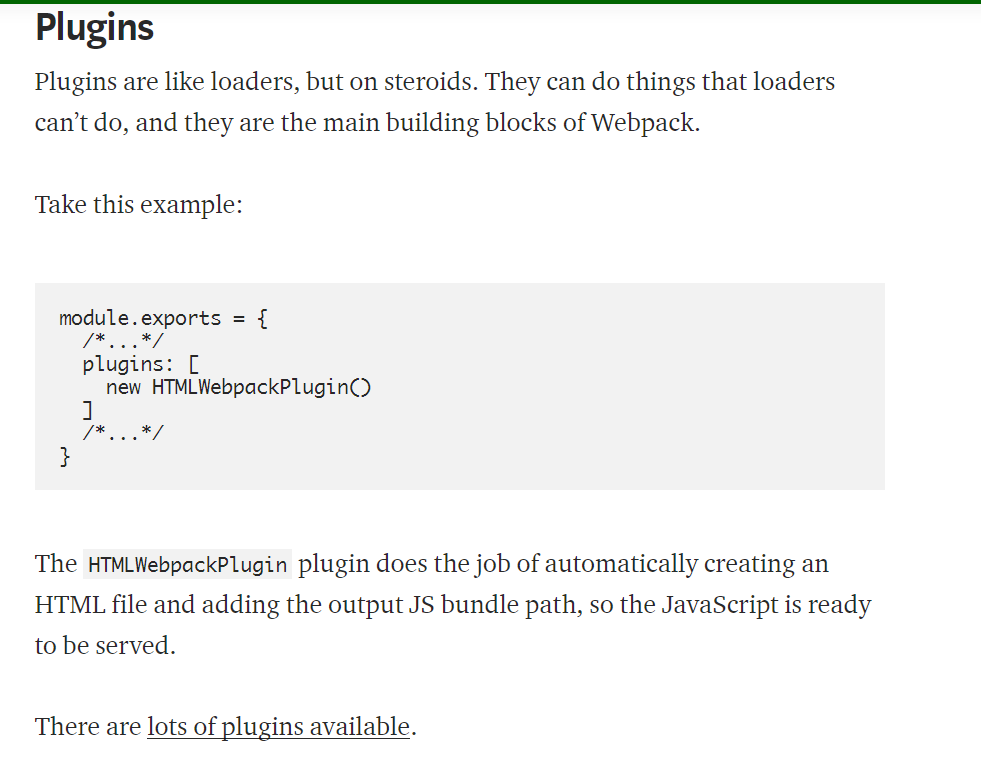 Plugins
Plugins are like loaders, but on steroids. They can do things that loaders
can’t do, and they are the main building blocks of Webpack.
Take this example:
module.exports = {
  /*...*/
  plugins: [
    new HTMLWebpackPlugin()
  ]
  /*...*/
}
The HTMLWebpackPlugin plugin does the job of automatically creating an
HTML file and adding the output JS bundle path, so the JavaScript is ready
to be served.
There are lots of plugins available.